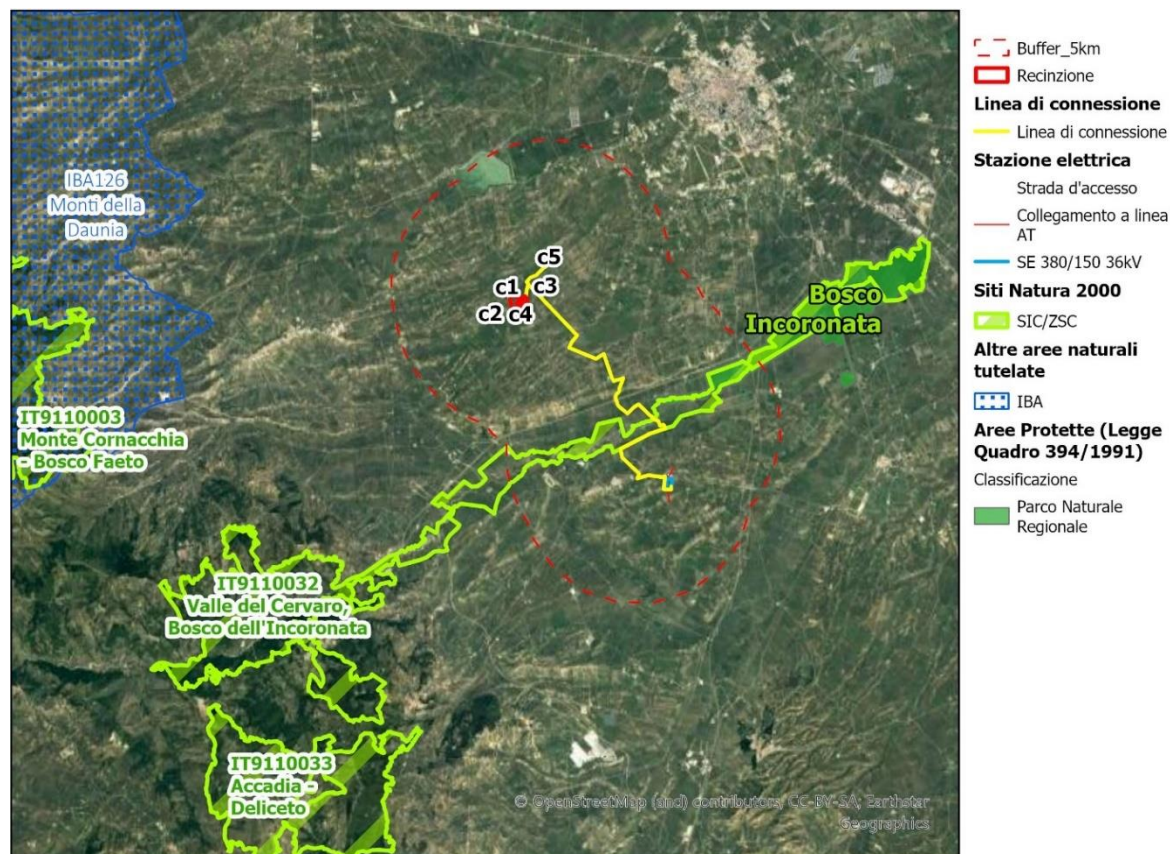 IBA126
Monti della
Daunia
c5
c1
c3
c2
c4
Bosco
Incoronata
IT9110003
Monte Cornacchia
- Bosco Faeto
IT9110032
Valle del Cervaro,
Bosco dell'Incoronata
IT9110033
Accadia -
Deliceto
© OpenStreetMap (and) contributors, CC-BY-SA; Earthstar
Geographics
Buffer_5km
Recinzione
Linea di connessione
Linea di connessione
Stazione elettrica
Strada d'accesso
Collegamento a linea
AT
SE 380/150 36kV
Siti Natura 2000
SIC/ZSC
Altre aree naturali
tutelate
IBA
Aree Protette (Legge
Quadro 394/1991)
Classificazione
Parco Naturale
Regionale